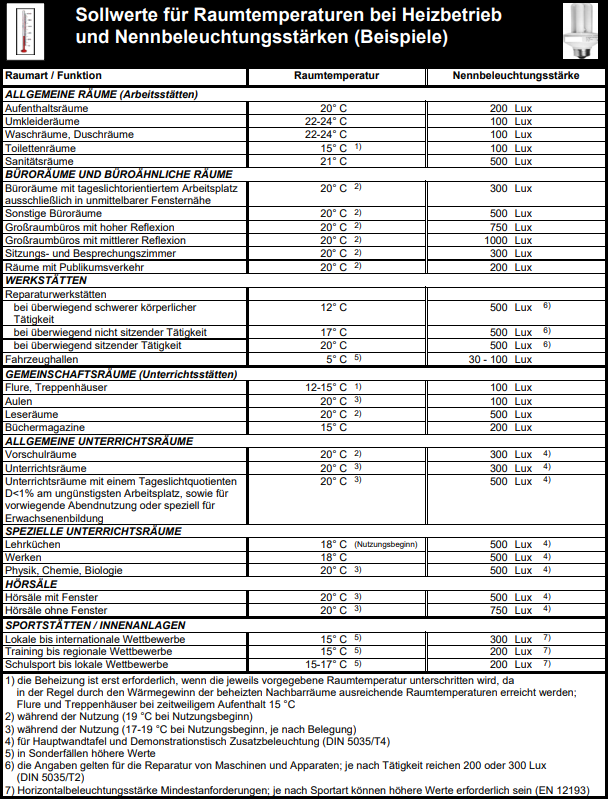 Sollwerte für Raumtemperaturen bei Heizbetrieb
und Nennbeleuchtungsstärken (Beispiele)
Raumart / Funktion Raumtemperatur Nennbeleuchtungsstärke
ALLGEMEINE RÄUME (Arbeitsstätten)
Aufenthaltsräume 20° C 200 Lux
Umkleideräume 22-24° C 100 Lux
Waschräume, Duschräume 22-24° C 100 Lux
Toilettenräume 15° C 1) 100 Lux
Sanitätsräume 21° C 500 Lux
BÜRORÄUME UND BÜROÄHNLICHE RÄUME
Büroräume mit tageslichtorientiertem Arbeitsplatz 20° C 2) 300 Lux
ausschließlich in unmittelbarer Fensternähe
Sonstige Büroräume 20° C 2) 500 Lux
Großraumbüros mit hoher Reflexion 20° C 2) 750 Lux
Großraumbüros mit mittlerer Reflexion 20° C 2) 1000 Lux
Sitzungs- und Besprechungszimmer 20° C 2) 300 Lux
Räume mit Publikumsverkehr 20° C 2) 200 Lux
WERKSTÄTTEN
Reparaturwerkstätten
bei überwiegend schwerer körperlicher 12° C 500 Lux 6)
Tätigkeit
bei überwiegend nicht sitzender Tätigkeit 17° C 500 Lux 6)
bei überwiegend sitzender Tätigkeit 20° C 500 Lux 6)
Fahrzeughallen 5° C 5) 30 - 100 Lux
GEMEINSCHAFTSRÄUME (Unterrichtsstätten)
Flure, Treppenhäuser 12-15° C 1) 100 Lux
Aulen 20° C 3) 100 Lux
Leseräume 20° C 2) 500 Lux
Büchermagazine 15° C 200 Lux
ALLGEMEINE UNTERRICHTSRÄUME
Vorschulräume 20° C 2) 300 Lux 4)
Unterrichtsräume 20° C 3) 300 Lux 4)
Unterrichtsräume mit einem Tageslichtquotienten 20° C 3) 500 Lux 4)
D<1% am ungünstigsten Arbeitsplatz, sowie für
vorwiegende Abendnutzung oder speziell für
Erwachsenenbildung
SPEZIELLE UNTERRICHTSRÄUME
Lehrküchen 18° C (Nutzungsbeginn) 500 Lux 4)
Werken 18° C 500 Lux 4)
Physik, Chemie, Biologie 20° C 3) 500 Lux 4)
HÖRSÄLE
Hörsäle mit Fenster 20° C 3) 500 Lux 4)
Hörsäle ohne Fenster 20° C 3) 750 Lux 4)
SPORTSTÄTTEN / INNENANLAGEN
Lokale bis internationale Wettbewerbe 15° C 5) 300 Lux 7)
Training bis regionale Wettbewerbe 15° C 5) 200 Lux 7)
Schulsport bis lokale Wettbewerbe 15-17° C 5) 200 Lux 7)
1) die Beheizung ist erst erforderlich, wenn die jeweils vorgegebene Raumtemperatur unterschritten wird, da
in der Regel durch den Wärmegewinn der beheizten Nachbarräume ausreichende Raumtemperaturen erreicht werden;
Flure und Treppenhäuser bei zeitweiligem Aufenthalt 15 °C
2) während der Nutzung (19 °C bei Nutzungsbeginn)
3) während der Nutzung (17-19 °C bei Nutzungsbeginn, je nach Belegung)
4) für Hauptwandtafel und Demonstrationstisch Zusatzbeleuchtung (DIN 5035/T4)
5) in Sonderfällen höhere Werte
6) die Angaben gelten für die Reparatur von Maschinen und Apparaten; je nach Tätigkeit reichen 200 oder 300 Lux
(DIN 5035/T2)
7) Horizontalbeleuchtungsstärke Mindestanforderungen; je nach Sportart können höhere Werte erforderlich sein (EN 12193)